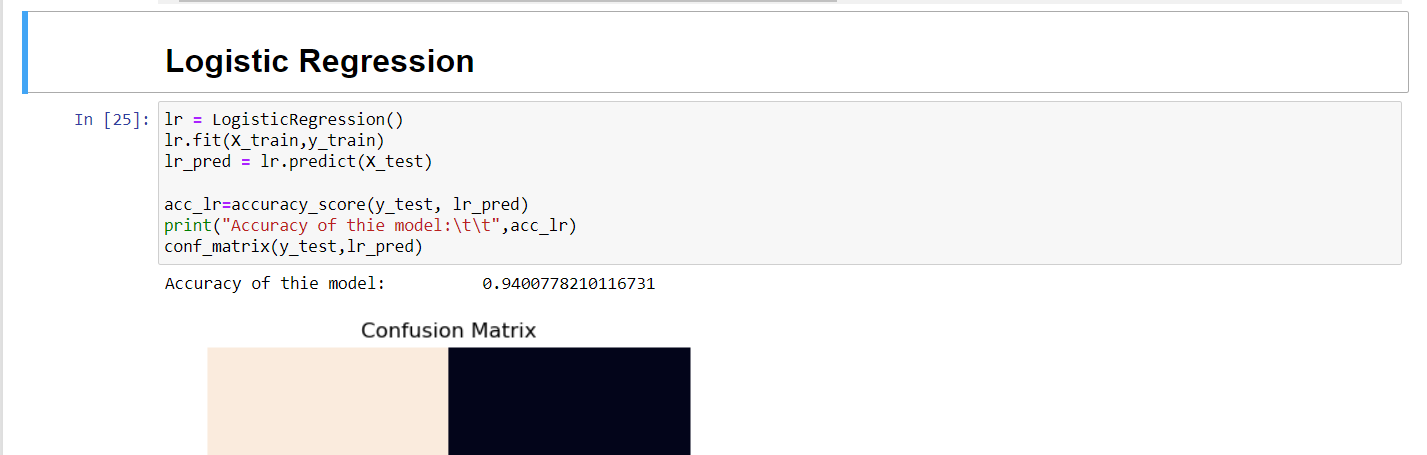 Logistic Regression
In [25]:
lr = LogisticRegression()
lr.fit(X_train,y_train)
lr_pred = lr.predict(X_test)
acc_lr=accuracy_score(y_test, lr_pred)
print("Accuracy of thie model:\t\t",acc_lr)
conf_matrix(y_test,lr_pred)
Accuracy of thie model: 0.9400778210116731
Confusion Matrix